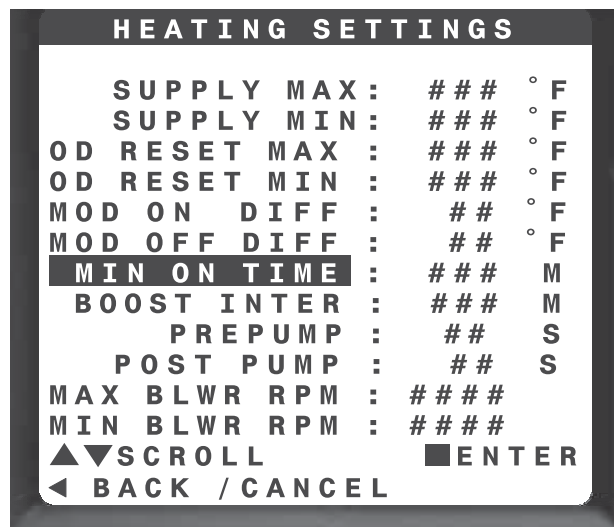 HEATING SETTINGS
SUPPLY MAX: ### °F
SUPPLY MIN: ### °F
OD RESET MAX : ### °F
OD RESET MIN : ### °F
MOD ON DIFF : ## °F
MOD OFF DIFF : ## °F
MIN ON TIME : ### M
BOOST INTER : ### M
PREPUMP : ## S
POST PUMP : ## S
MAX BLWR RPM : ####
MIN BLWR RPM : ####
▲▼SCROLL ■ENTER
◀ BACK /CANCEL